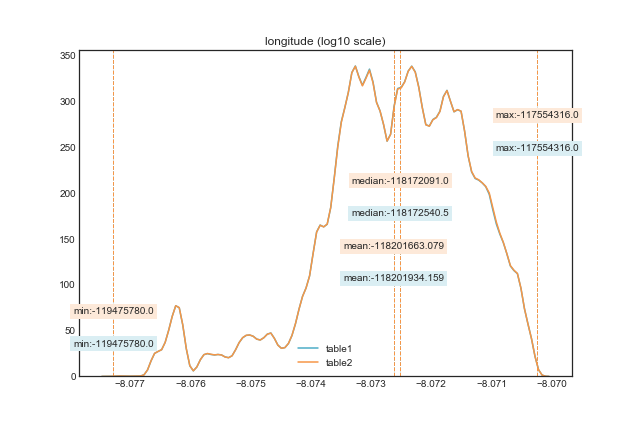 longitude (log10 scale)
350
300
250
200
150
100
50
0
max:-117554316.0
max:-117554316.0
median:-118172091.0
median:-118172540.5
mean:-118201663.079
mean:-118201934.159
min:-119475780.0
min:-119475780.0
table1
table2
−8.077 −8.076 −8.075 −8.074 −8.073 −8.072 −8.071 −8.070